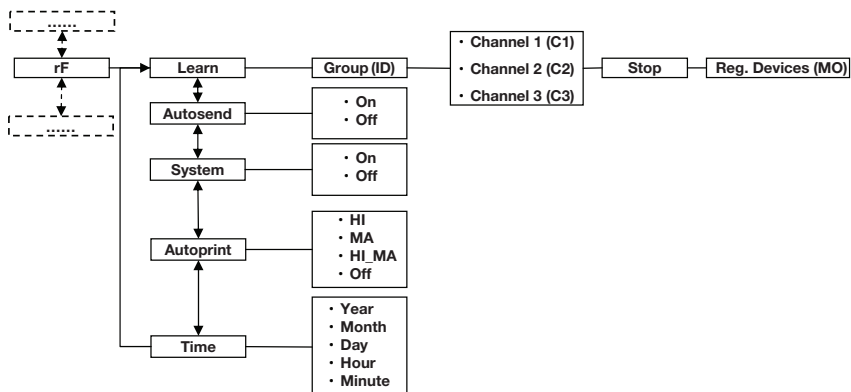 ......
rF
......
Learn
Group (ID)
· Channel 1 (C1)
· Channel 2 (C2)
· Channel 3 (C3)
Stop
Reg. Devices (MO)
Autosend
· On
· Off
System
· On
· Off
Autoprint
· HI
· MA
· HI_MA
· Off
Time
· Year
· Month
· Day
· Hour
· Minute